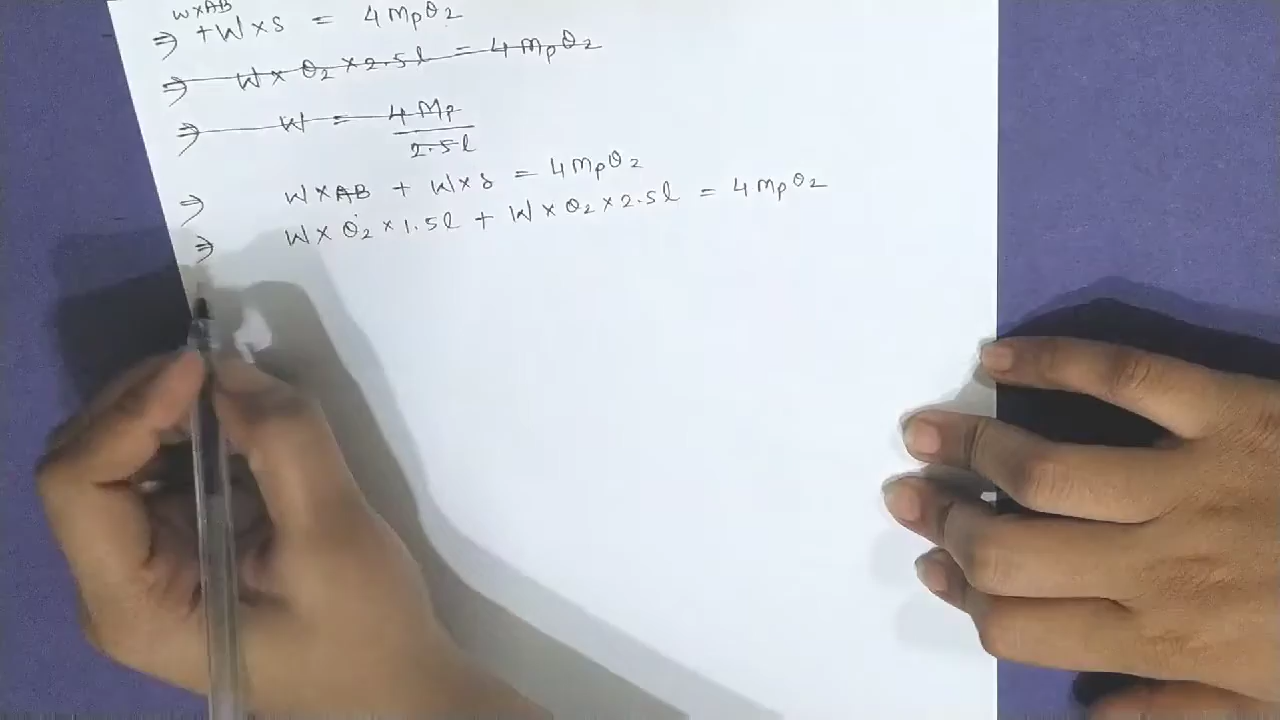 W×AB
⇒ +W×s = 4Mpθ2
⇒ W× θ2 ×2.5l = 4Mpθ2
⇒ W = 4Mp
2.5l
⇒ W×AB + W×s = 4Mpθ2
⇒ W× θ2 ×1.5l + W×θ2×2.5l = 4Mpθ2